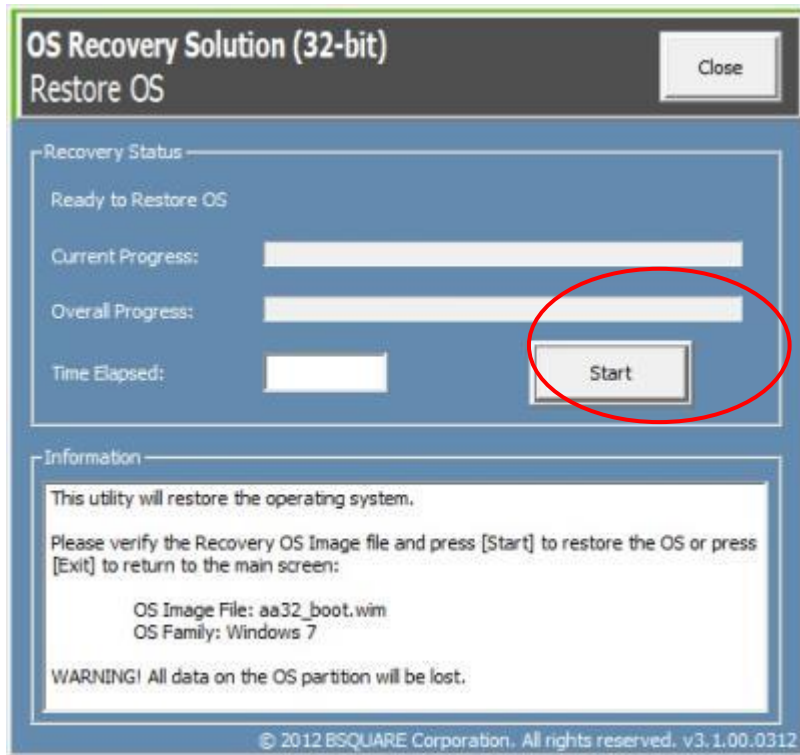 OS Recovery Solution (32-bit)
Restore OS
Close
Recovery Status
Ready to Restore OS
Current Progress:
Overall Progress:
Time Elapsed:
Start
Information
This utility will restore the operating system.
Please verify the Recovery OS Image file and press [Start] to restore the OS or press
[Exit] to return to the main screen:
OS Image File: aa32_boot.wim
OS Family: Windows 7
WARNING! All data on the OS partition will be lost.
© 2012 BSQUARE Corporation. All rights reserved. v3.1.00.0312